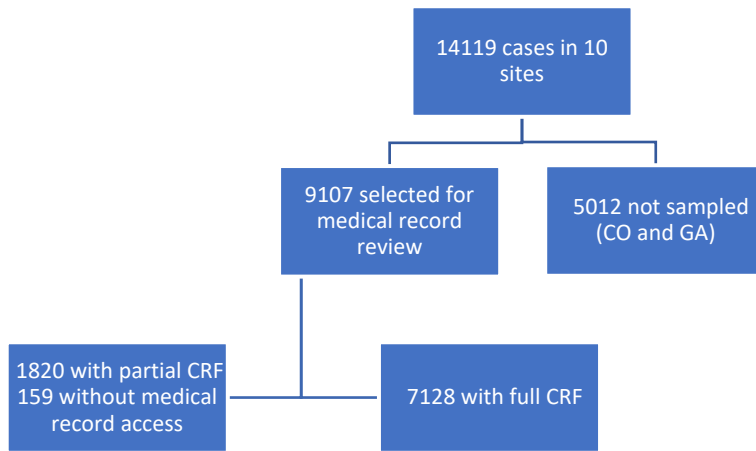 14119 cases in 10
sites
9107 selected for
medical record
review
5012 not sampled
(CO and GA)
1820 with partial CRF
159 without medical
record access
7128 with full CRF